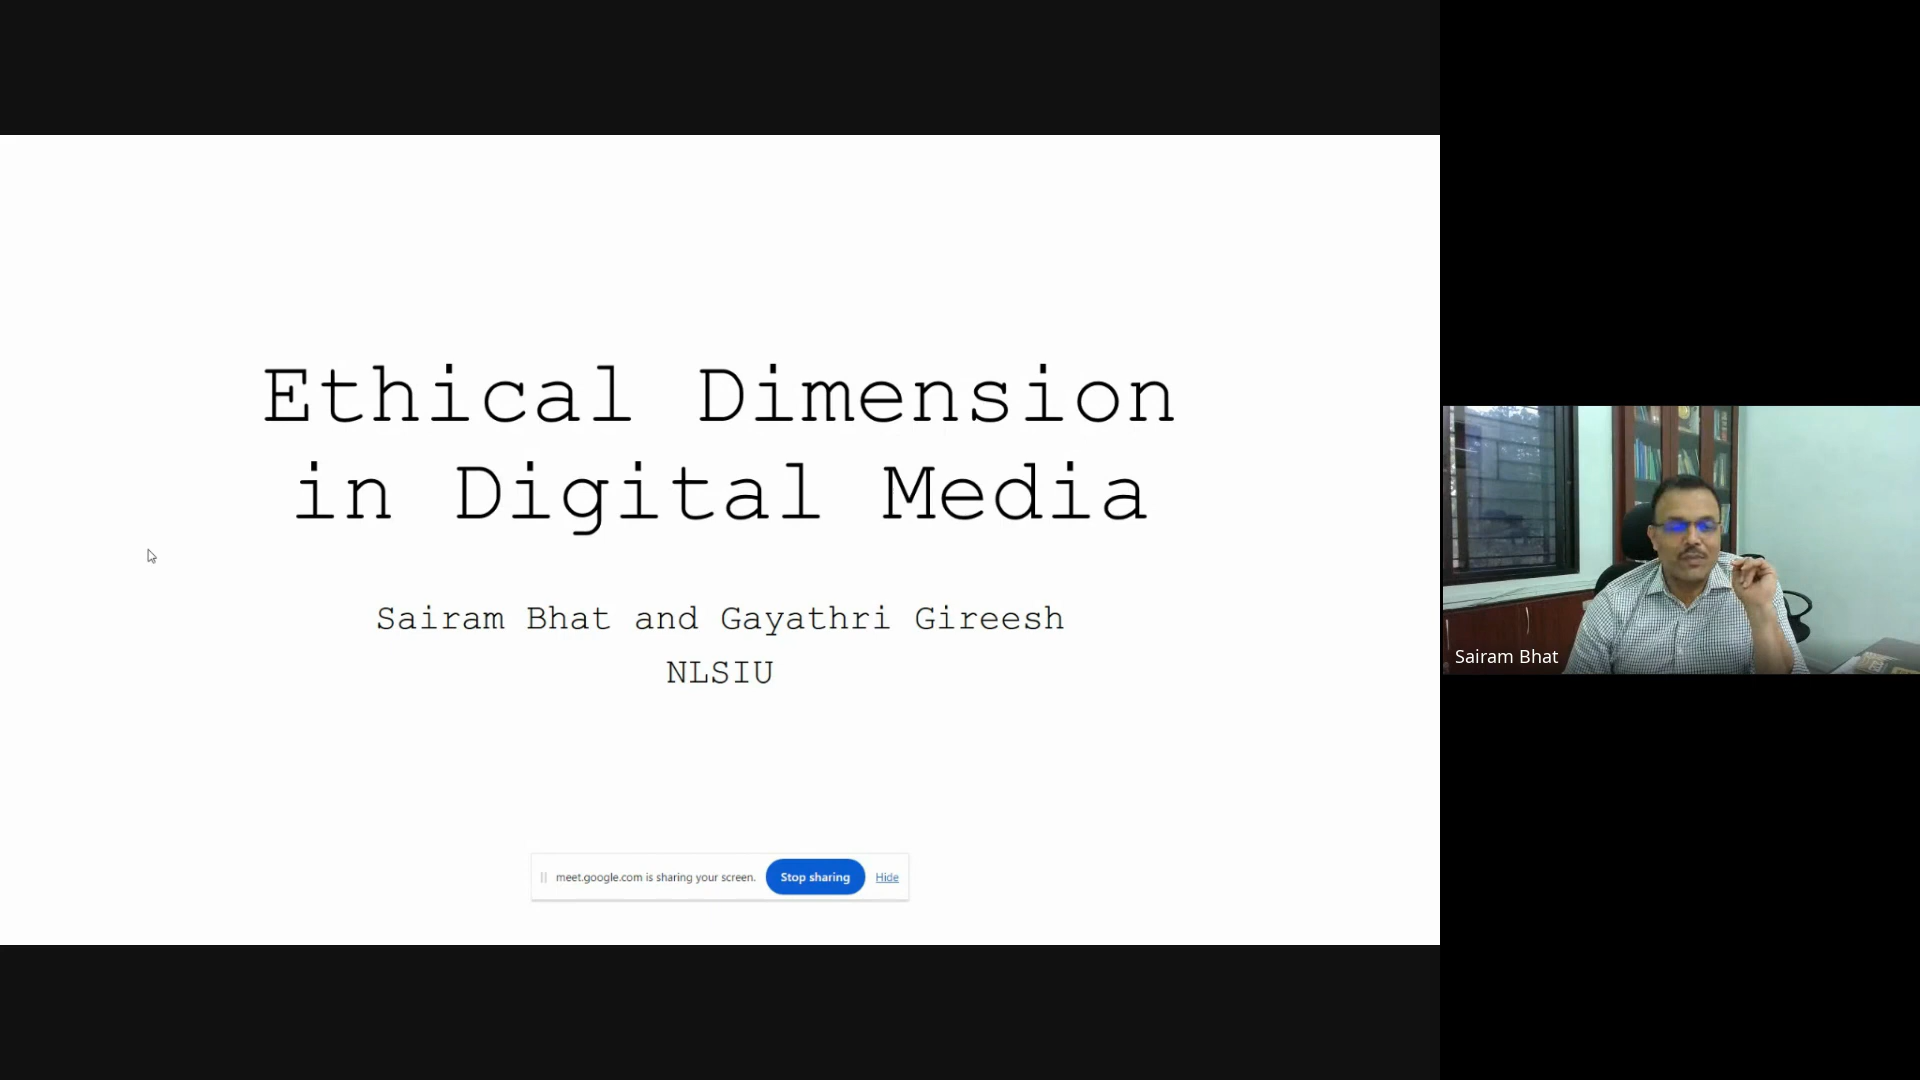 Ethical Dimension
in Digital Media
Sairam Bhat and Gayathri Gireesh
NLSIU
meet.google.com is sharing your screen.
Stop sharing
Hide
Sairam Bhat